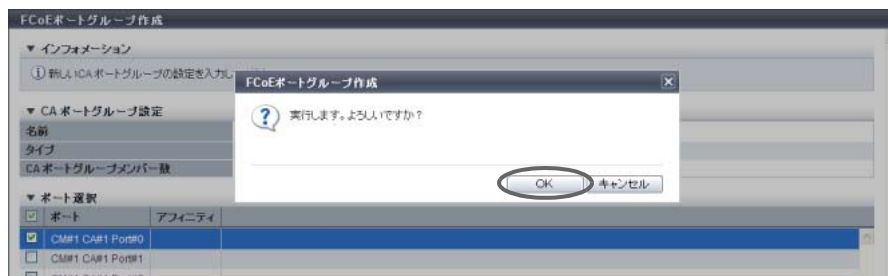 FCoEポートグループ作成
▼ インフォメーション
新しいCAポートグループの設定を入力し
FCoEポートグループ作成
実行します。よろしいですか？
OK キャンセル
▼ CA ポートグループ設定
名前
タイプ
CAポートグループメンバー数
▼ ポート選択
ポート アフィニティ
CM#1 CA#1 Port#0
CM#1 CA#1 Port#1